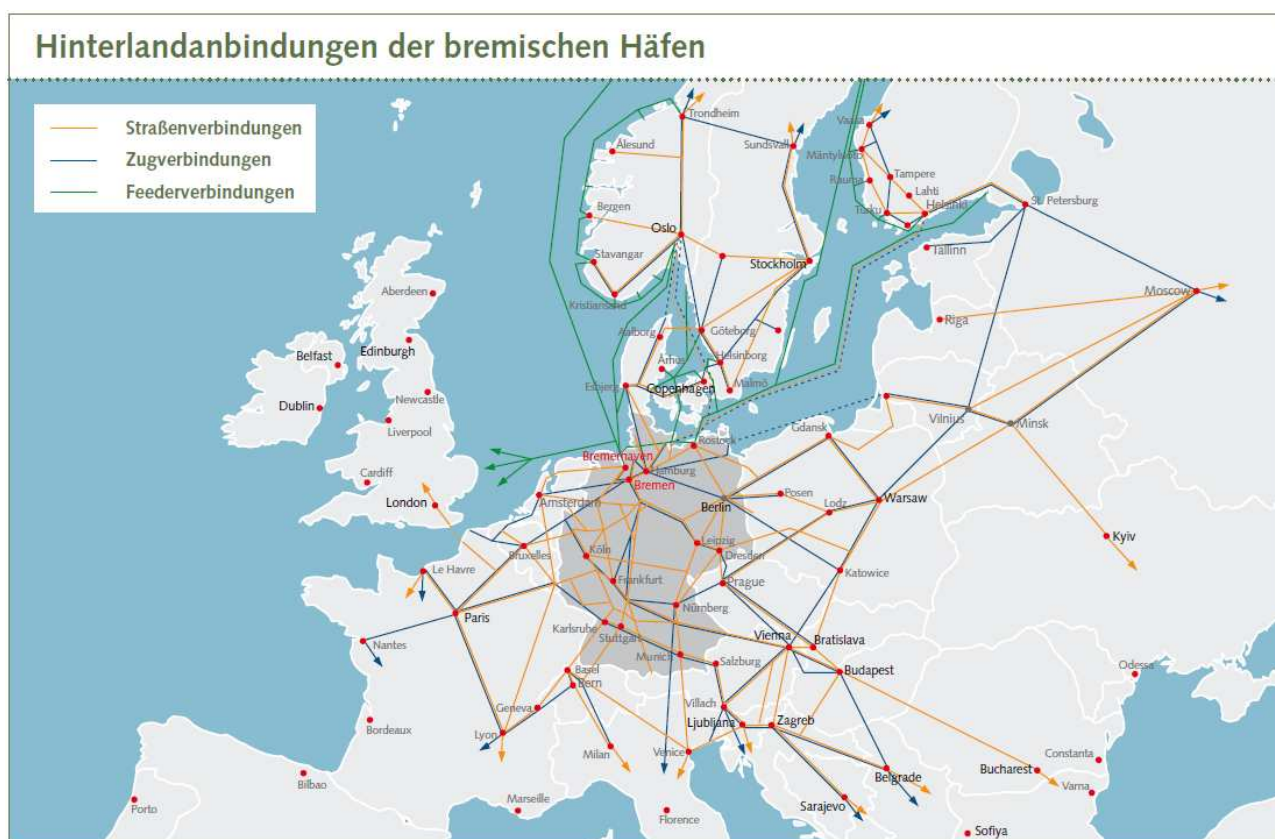 Hinterlandanbindungen der bremischen Häfen
Straßenverbindungen
Zugverbindungen
Feederverbindungen
Trondheim
Ålesund
Sundsvall
Vaasa
Mäntyluoto
Rauma
Tampere
Lahti
Turku
Helsinki
St. Petersburg
Bergen
Oslo
Stavangar
Stockholm
Tallinn
Kristiansand
Moscow
Aberdeen
Riga
Aalborg
Göteborg
Edinburgh
Belfast
Århus
Helsinborg
Esbjerg
Copenhagen
Malmö
Newcastle
Dublin
Liverpool
Vilnius
Minsk
Gdansk
Rostock
Bremerhaven
Hamburg
Cardiff
Bremen
London
Amsterdam
Berlin
Posen
Lodz
Warsaw
Kyiv
Bruxelles
Köln
Leipzig
Dresden
Le Havre
Frankfurt
Prague
Katowice
Paris
Nürnberg
Karlsruhe
Stuttgart
Nantes
Vienna
Bratislava
Munich
Salzburg
Budapest
Basel
Bern
Odessa
Geneva
Villach
Bordeaux
Lyon
Ljubljana
Zagreb
Milan
Venice
Constanta
Bilbao
Belgrade
Bucharest
Varna
Porto
Marseille
Florence
Sarajevo
Sofiya